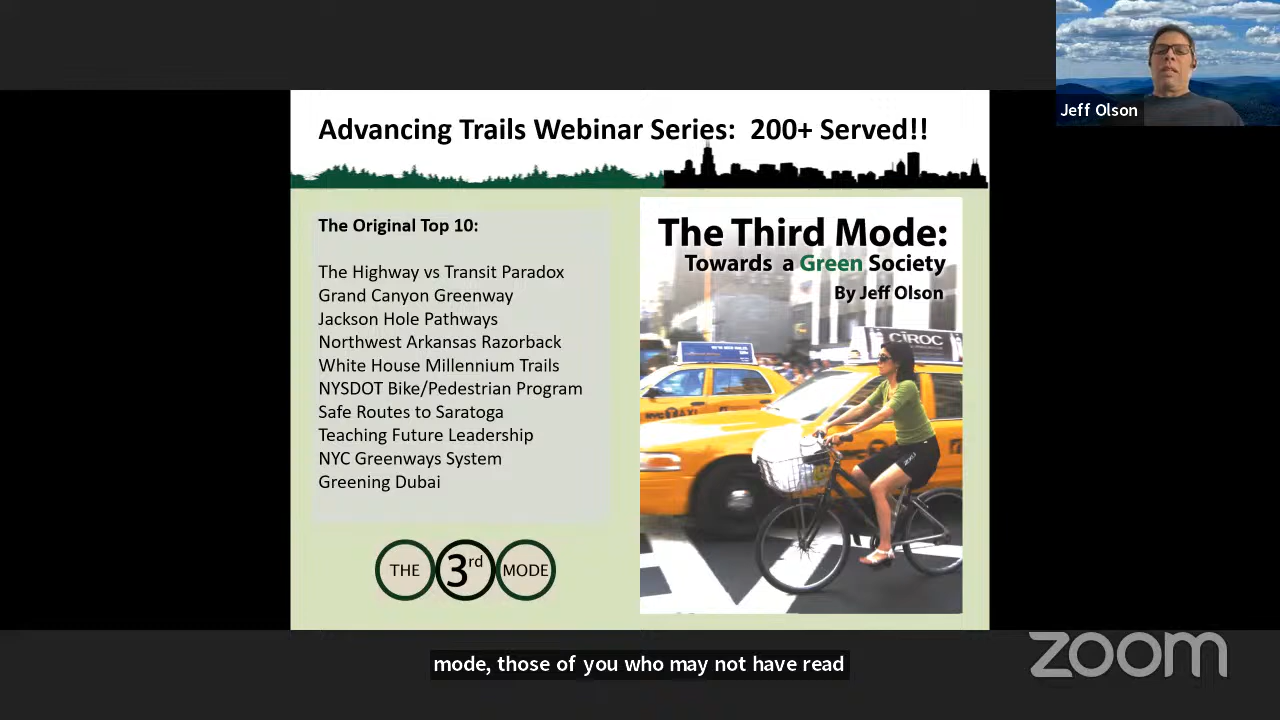 Jeff Olson
Advancing Trails Webinar Series: 200+ Served!!
The Original Top 10:
The Highway vs Transit Paradox
Grand Canyon Greenway
Jackson Hole Pathways
Northwest Arkansas Razorback
White House Millennium Trails
NYSDOT Bike/Pedestrian Program
Safe Routes to Saratoga
Teaching Future Leadership
NYC Greenways System
Greening Dubai
THE 3rd MODE
The Third Mode:
Towards a Green Society
By Jeff Olson
CIROC
NYC TAXI
mode, those of you who may not have read
zoom